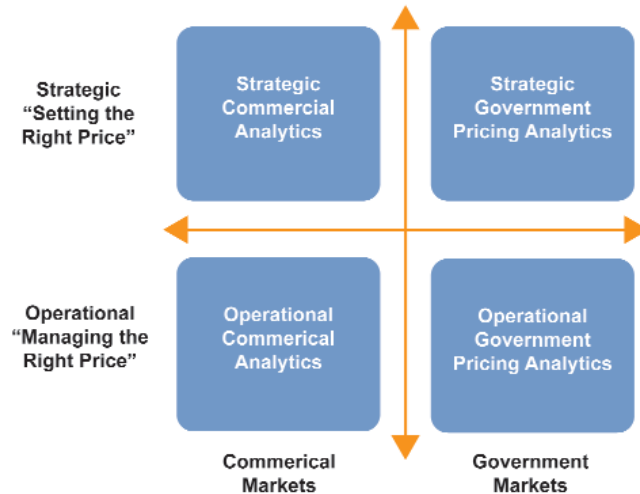 Strategic
“Setting the
Right Price”
Strategic
Commercial
Analytics
Strategic
Government
Pricing Analytics
Operational
“Managing the
Right Price”
Operational
Commerical
Analytics
Operational
Government
Pricing Analytics
Commerical
Markets
Government
Markets